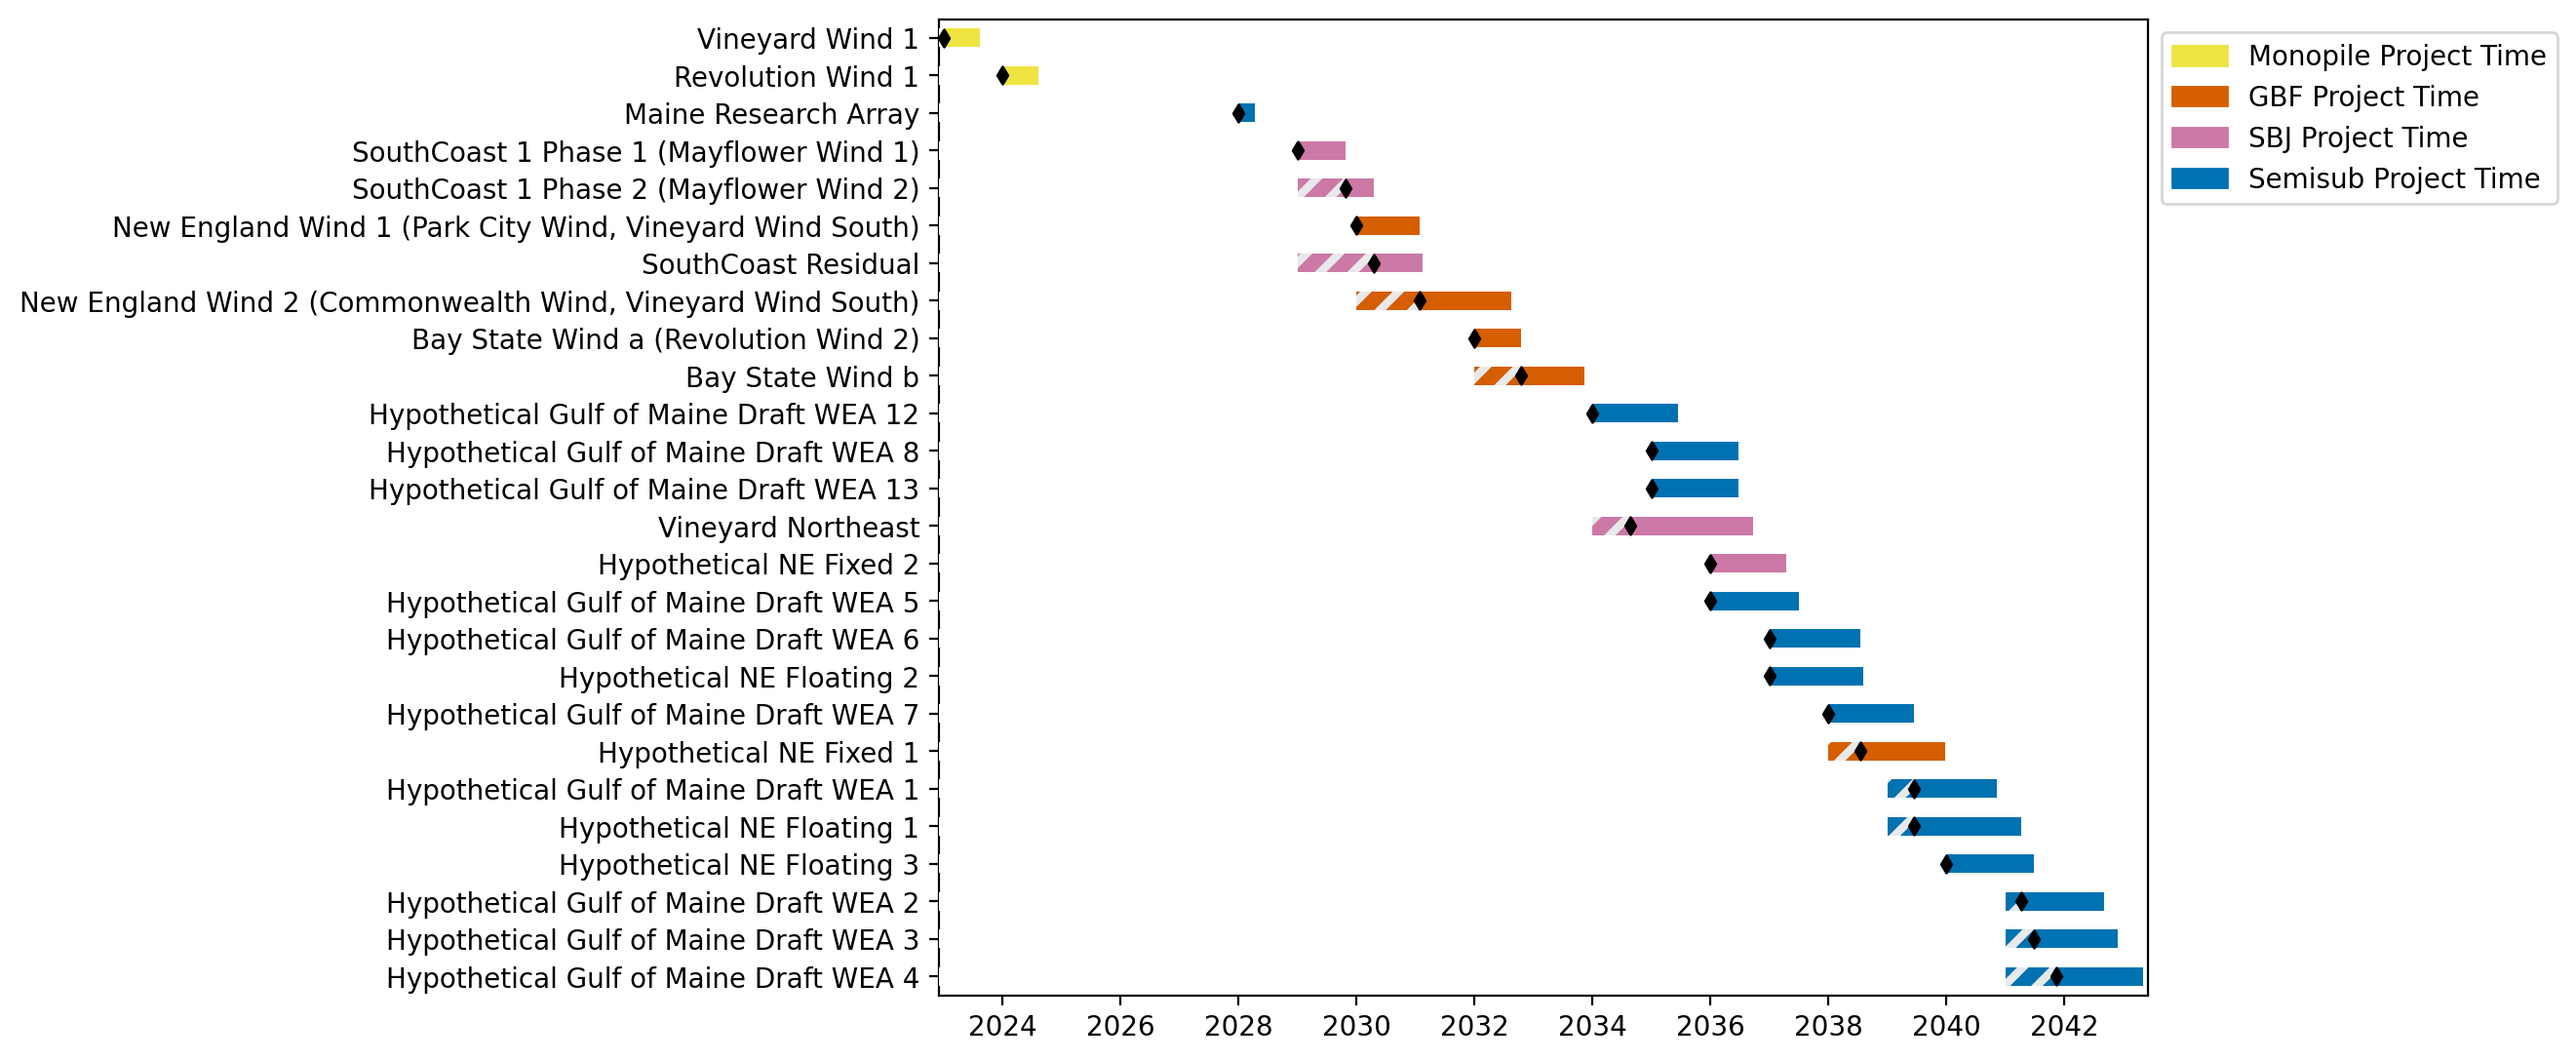 Vineyard Wind 1
Revolution Wind 1
Maine Research Array
SouthCoast 1 Phase 1 (Mayflower Wind 1)
SouthCoast 1 Phase 2 (Mayflower Wind 2)
New England Wind 1 (Park City Wind, Vineyard Wind South)
SouthCoast Residual
New England Wind 2 (Commonwealth Wind, Vineyard Wind South)
Bay State Wind a (Revolution Wind 2)
Bay State Wind b
Hypothetical Gulf of Maine Draft WEA 12
Hypothetical Gulf of Maine Draft WEA 8
Hypothetical Gulf of Maine Draft WEA 13
Vineyard Northeast
Hypothetical NE Fixed 2
Hypothetical Gulf of Maine Draft WEA 5
Hypothetical Gulf of Maine Draft WEA 6
Hypothetical NE Floating 2
Hypothetical Gulf of Maine Draft WEA 7
Hypothetical NE Fixed 1
Hypothetical Gulf of Maine Draft WEA 1
Hypothetical NE Floating 1
Hypothetical NE Floating 3
Hypothetical Gulf of Maine Draft WEA 2
Hypothetical Gulf of Maine Draft WEA 3
Hypothetical Gulf of Maine Draft WEA 4
2024 2026 2028 2030 2032 2034 2036 2038 2040 2042
Monopile Project Time
GBF Project Time
SBJ Project Time
Semisub Project Time